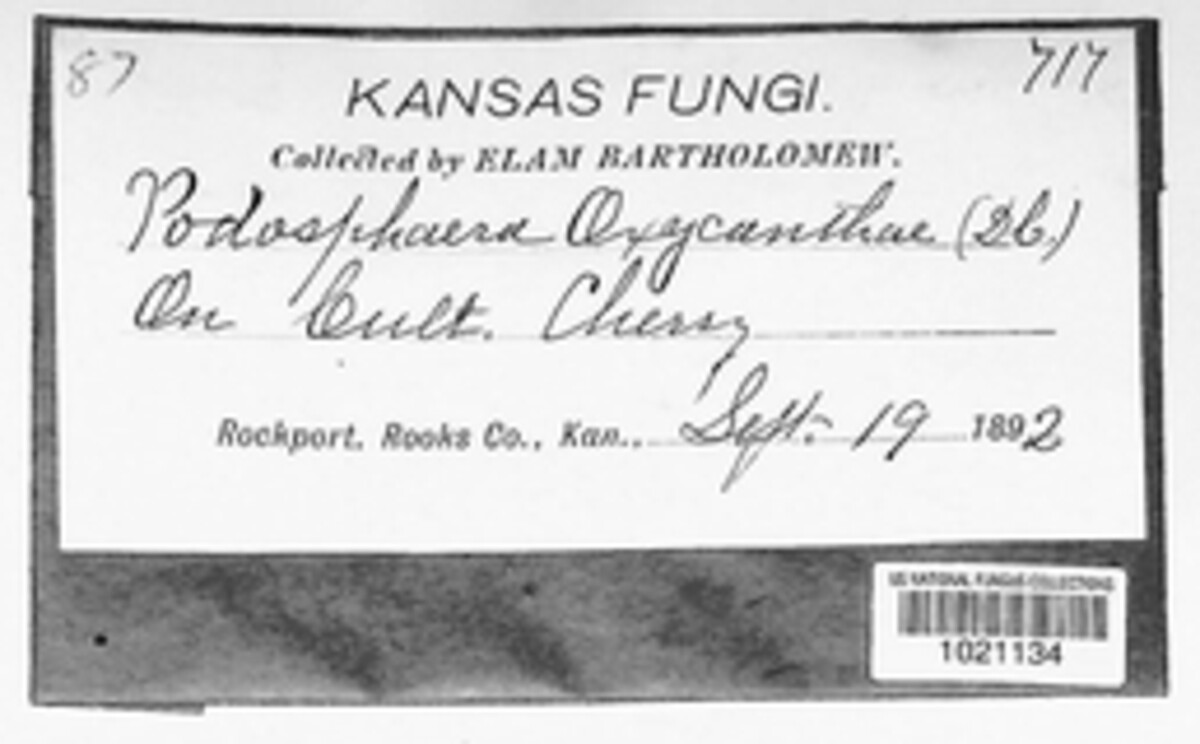 87
717
KANSAS FUNGI.
Collected by ELAM BARTHOLOMEW.
Podosphaera Oxycanthae (Db.)
On Cult. Cherry
Rockport, Rooks Co., Kan., Sept. 19 1892
US NATIONAL FUNGUS COLLECTIONS
1021134